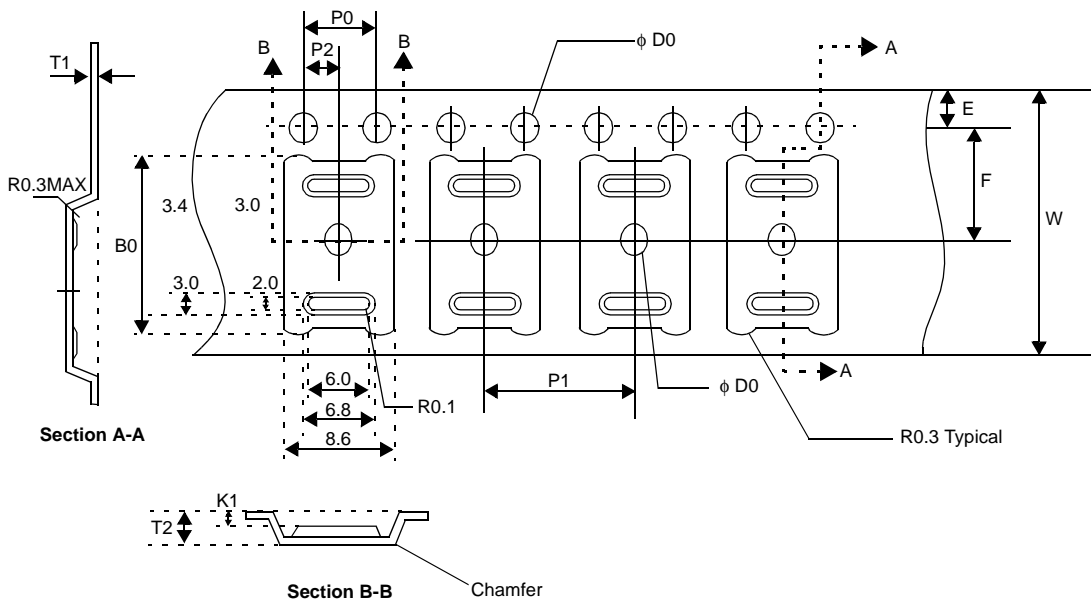 P0
B
B
ϕ D0
A
T1
P2
E
R0.3MAX
F
3.4
3.0
W
B0
3.0
2.0
P1
A
6.0
ϕ D0
R0.1
6.8
8.6
R0.3 Typical
Section A-A
K1
T2
Section B-B
Chamfer